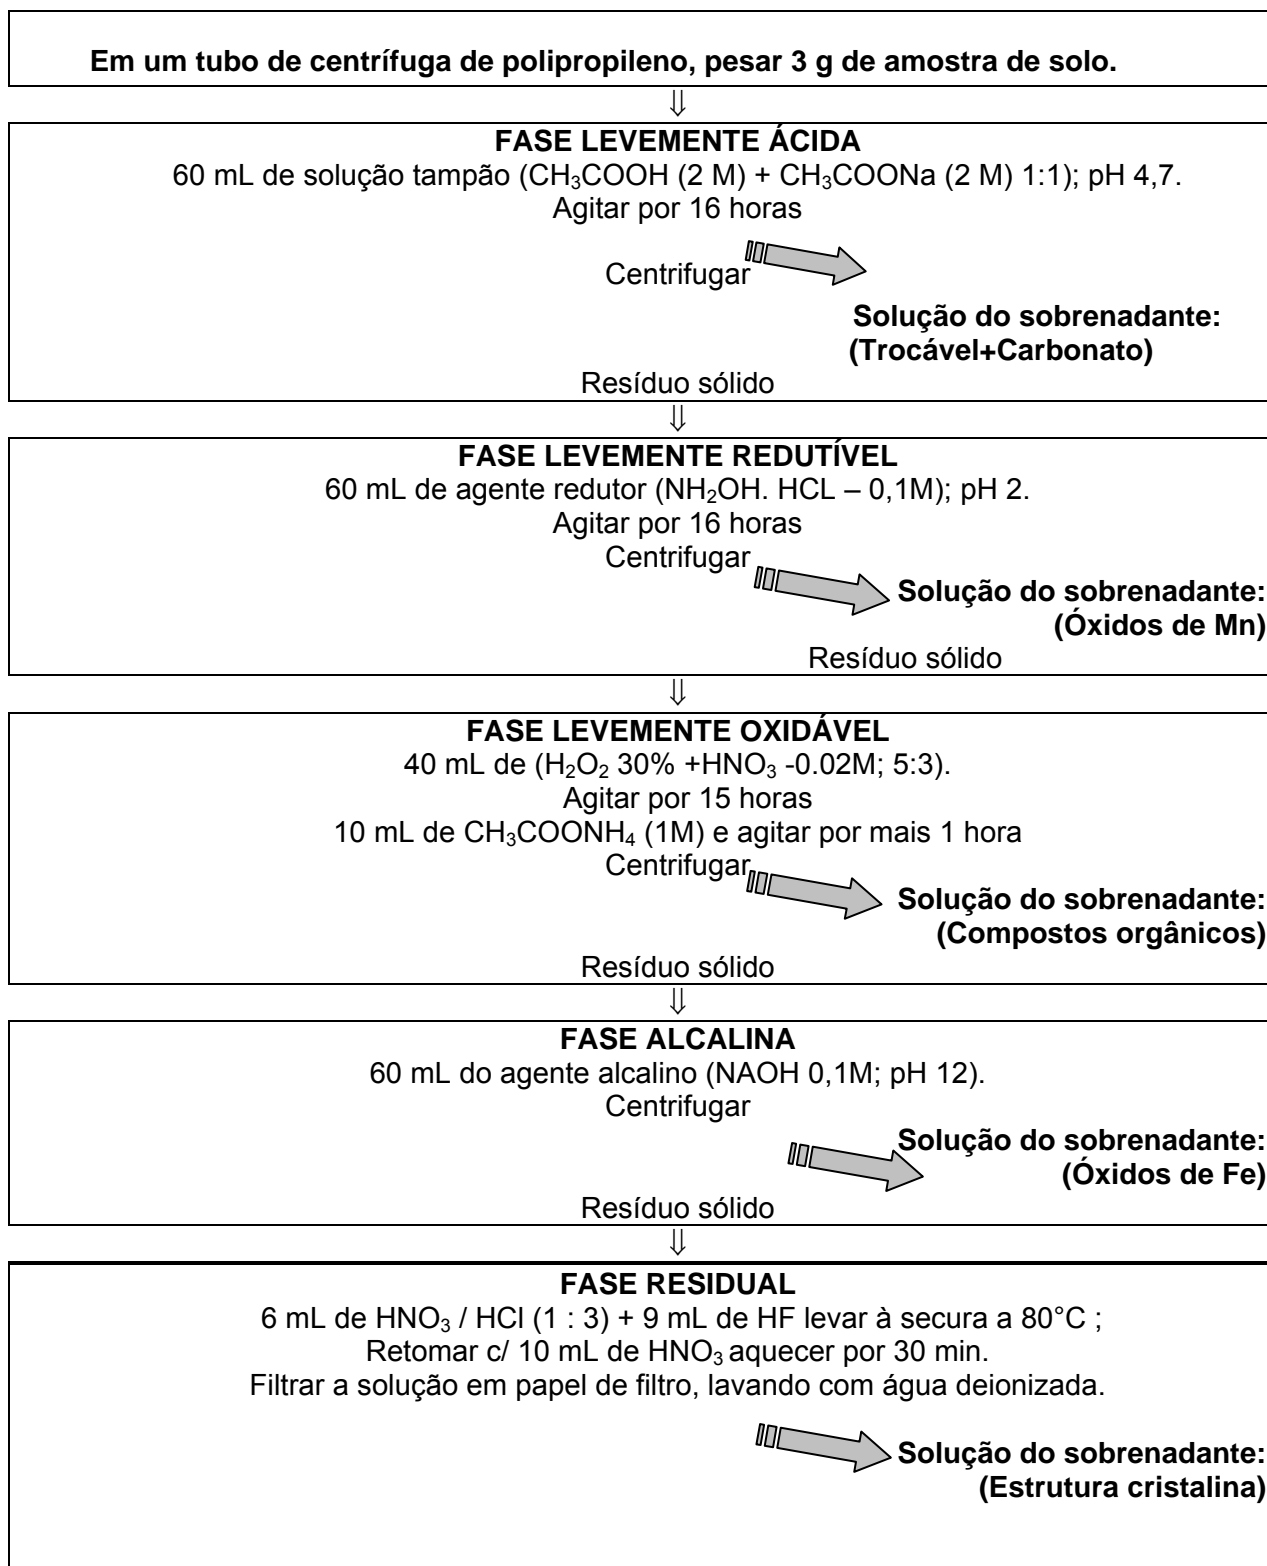 Em um tubo de centrífuga de polipropileno, pesar 3 g de amostra de solo.
⇓
FASE LEVEMENTE ÁCIDA
60 mL de solução tampão (CH₃COOH (2 M) + CH₃COONa (2 M) 1:1); pH 4,7.
Agitar por 16 horas
Centrifugar
Solução do sobrenadante:
(Trocável+Carbonato)
Resíduo sólido
⇓
FASE LEVEMENTE REDUTÍVEL
60 mL de agente redutor (NH₂OH. HCL – 0,1M); pH 2.
Agitar por 16 horas
Centrifugar
Solução do sobrenadante:
(Óxidos de Mn)
Resíduo sólido
⇓
FASE LEVEMENTE OXIDÁVEL
40 mL de (H₂O₂ 30% +HNO₃ -0.02M; 5:3).
Agitar por 15 horas
10 mL de CH₃COONH₄ (1M) e agitar por mais 1 hora
Centrifugar
Solução do sobrenadante:
(Compostos orgânicos)
Resíduo sólido
⇓
FASE ALCALINA
60 mL do agente alcalino (NAOH 0,1M; pH 12).
Centrifugar
Solução do sobrenadante:
(Óxidos de Fe)
Resíduo sólido
⇓
FASE RESIDUAL
6 mL de HNO₃ / HCl (1 : 3) + 9 mL de HF levar à secura a 80°C ;
Retomar c/ 10 mL de HNO₃ aquecer por 30 min.
Filtrar a solução em papel de filtro, lavando com água deionizada.
Solução do sobrenadante:
(Estrutura cristalina)